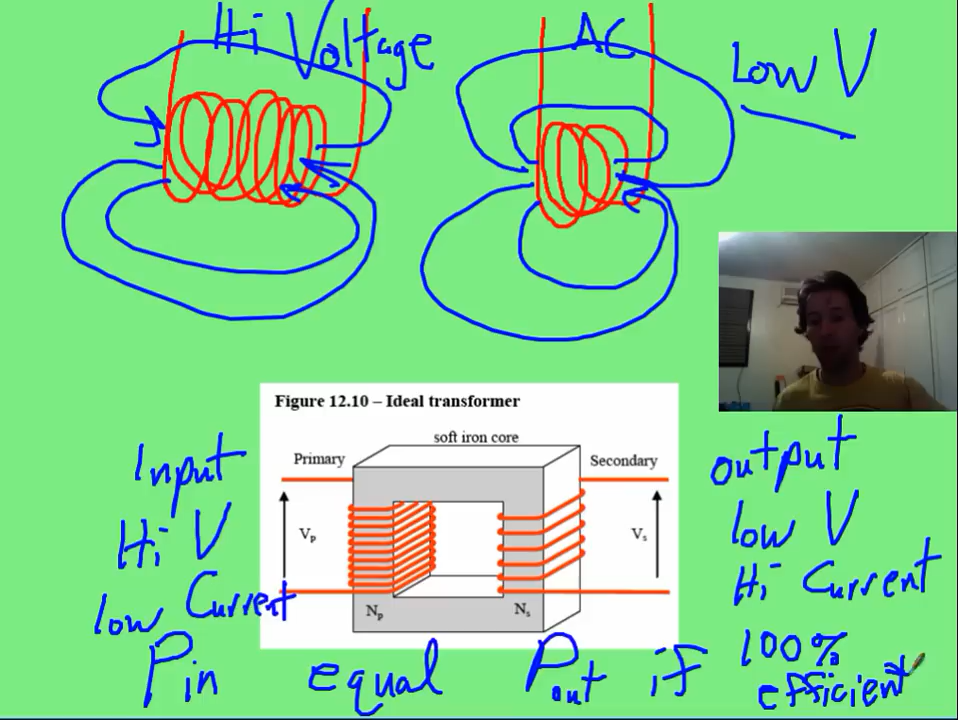 Hi Voltage
AC
Low V
Figure 12.10 – Ideal transformer
soft iron core
Primary
Secondary
Vp
Vs
Np
Ns
Input
Hi V
low Current
output
low V
Hi Current
Pin equal Pout if 100% efficient